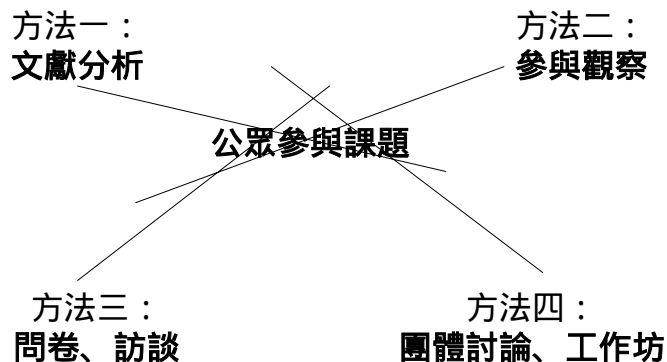 方法一：
文獻分析
方法二：
參與觀察
公眾參與課題
方法三：
問卷、訪談
方法四：
團體討論、工作坊